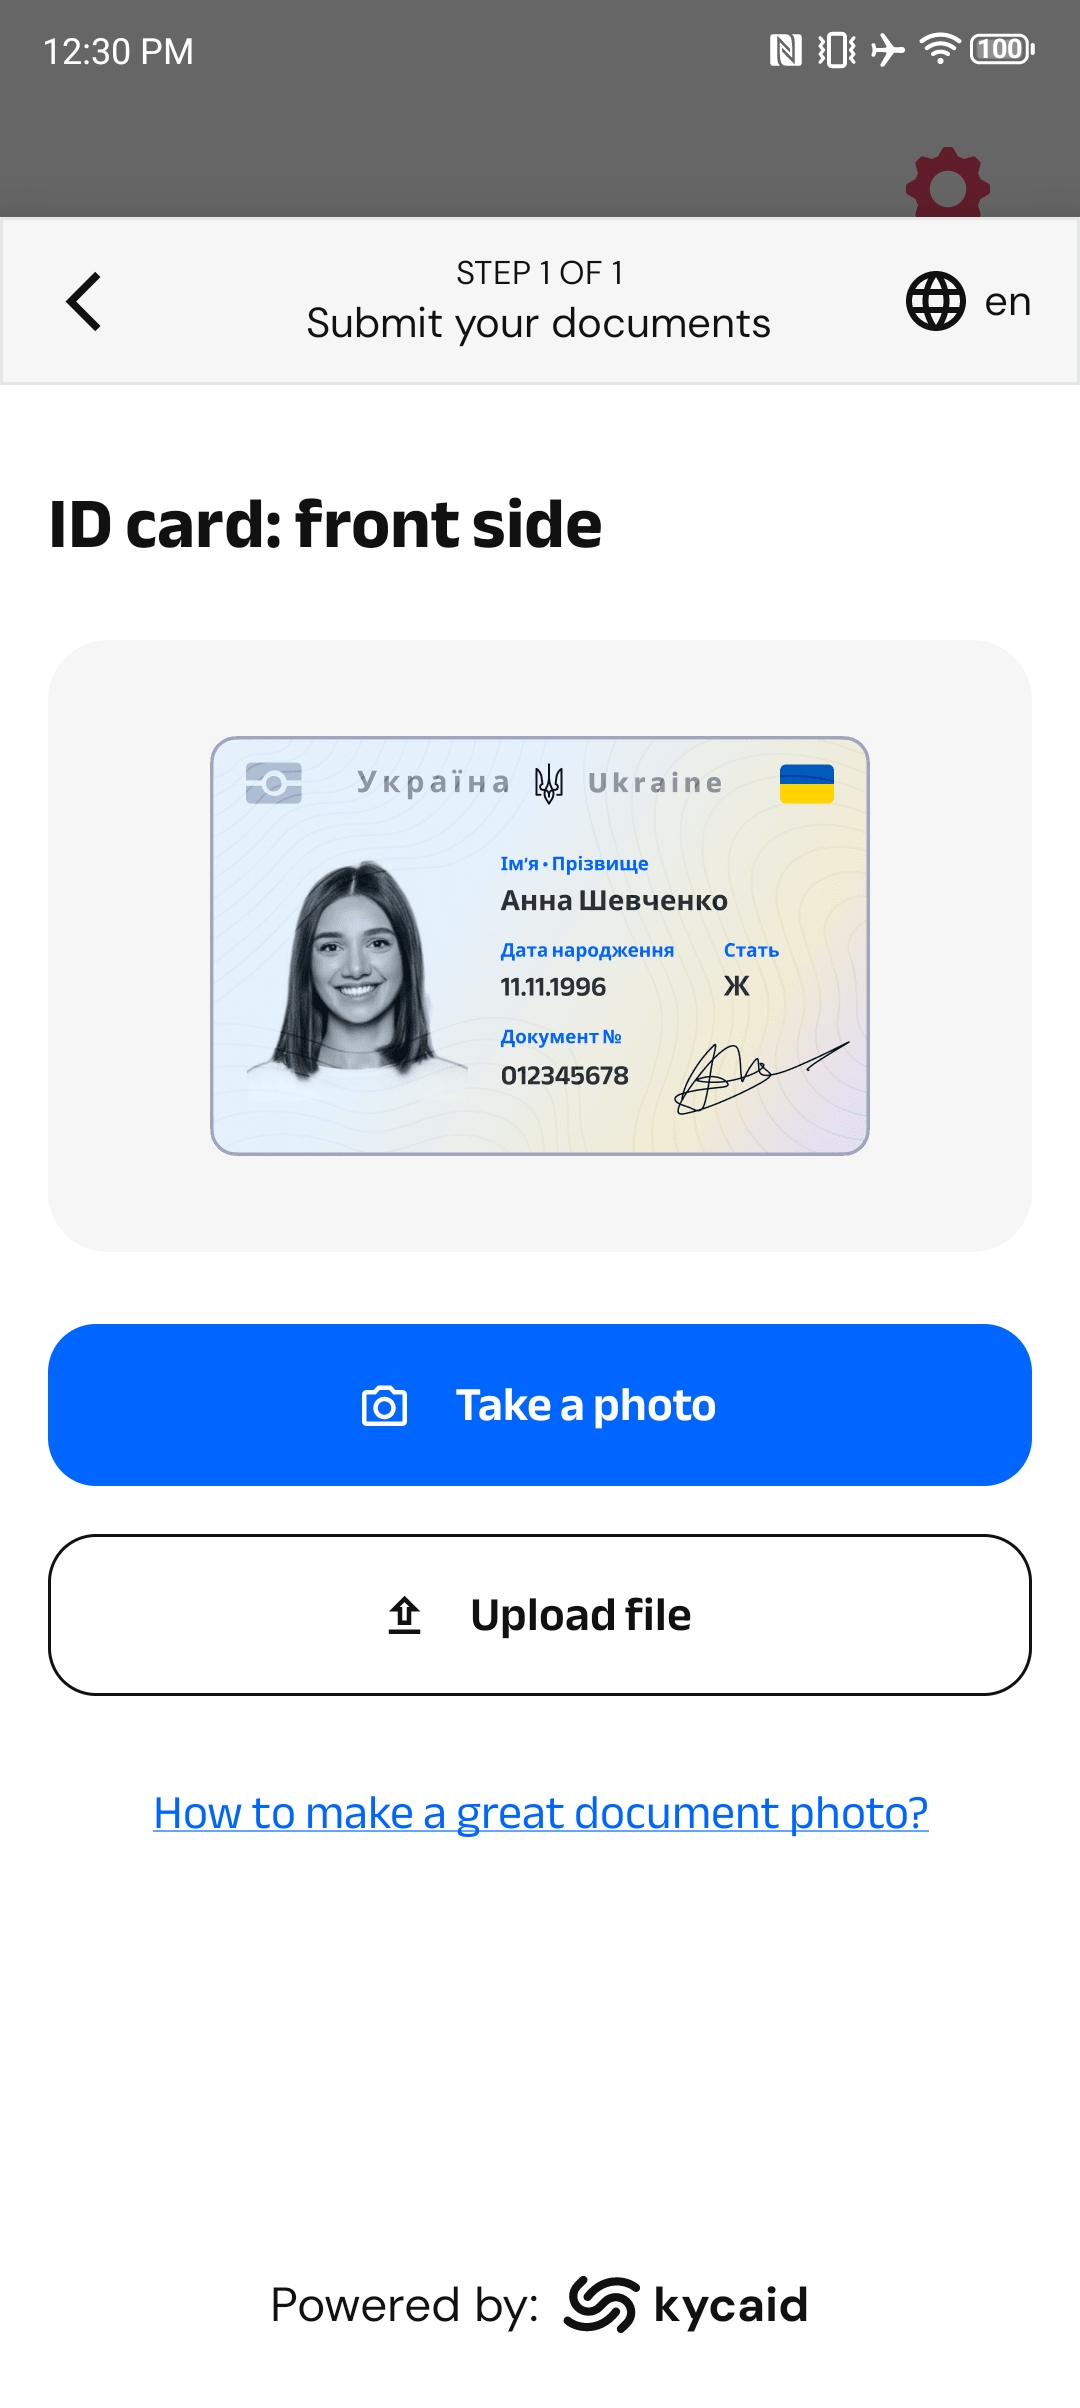 12:30 PM
100
STEP 1 OF 1
Submit your documents
en
ID card: front side
Україна Ukraine
Ім'я • Прізвище
Анна Шевченко
Дата народження Стать
11.11.1996 Ж
Документ №
012345678
Take a photo
Upload file
How to make a great document photo?
Powered by: kycaid